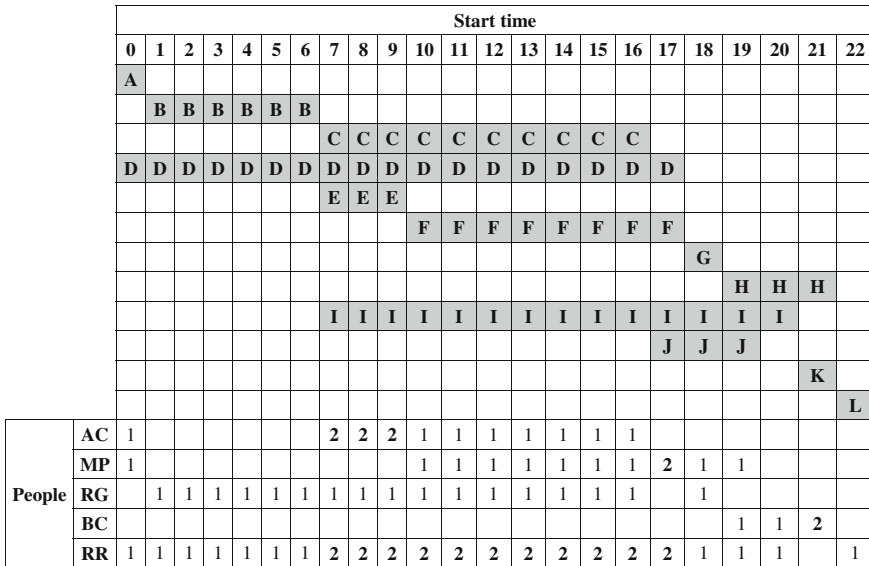 Start time
0 1 2 3 4 5 6 7 8 9 10 11 12 13 14 15 16 17 18 19 20 21 22
A
B B B B B B
C C C C C C C C C C
D D D D D D D D D D D D D D D D D D
E E E
F F F F F F F F
G
H H H
I I I I I I I I I I I I I I
J J J
K
L
AC 1 2 2 2 1 1 1 1 1 1 1
MP 1 1 1 1 1 1 1 1 2 1 1
People RG 1 1 1 1 1 1 1 1 1 1 1 1 1 1 1 1 1
BC 1 1 2
RR 1 1 1 1 1 1 1 2 2 2 2 2 2 2 2 2 2 2 1 1 1 1